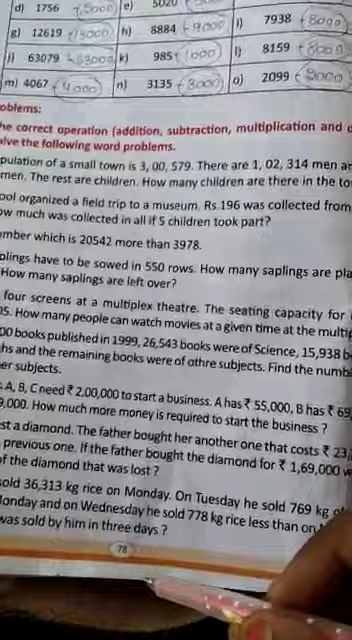 d) 1756 e) 5020
g) 12619 h) 8884 (9000) i) 7938 (8000)
j) 63079 k) 985 (1000) l) 8159
m) 4067 (4000) n) 3135 (3000) o) 2099
oblems:
he correct operation (addition, subtraction, multiplication and d
olve the following word problems.
pulation of a small town is 3, 00, 579. There are 1, 02, 314 men an
men. The rest are children. How many children are there in the to
ool organized a field trip to a museum. Rs.196 was collected from
ow much was collected in all if 5 children took part?
mber which is 20542 more than 3978.
plings have to be sowed in 550 rows. How many saplings are pla
How many saplings are left over?
four screens at a multiplex theatre. The seating capacity for
05. How many people can watch movies at a given time at the multip
00 books published in 1999, 26,543 books were of Science, 15,938 b
hs and the remaining books were of othre subjects. Find the numb
er subjects.
A, B, C need ₹ 2,00,000 to start a business. A has ₹ 55,000, B has ₹ 69,
9,000. How much more money is required to start the business ?
st a diamond. The father bought her another one that costs ₹ 23,
previous one. If the father bought the diamond for ₹ 1,69,000 w
of the diamond that was lost ?
sold 36,313 kg rice on Monday. On Tuesday he sold 769 kg
Monday and on Wednesday he sold 778 kg rice less than on
was sold by him in three days ?
78